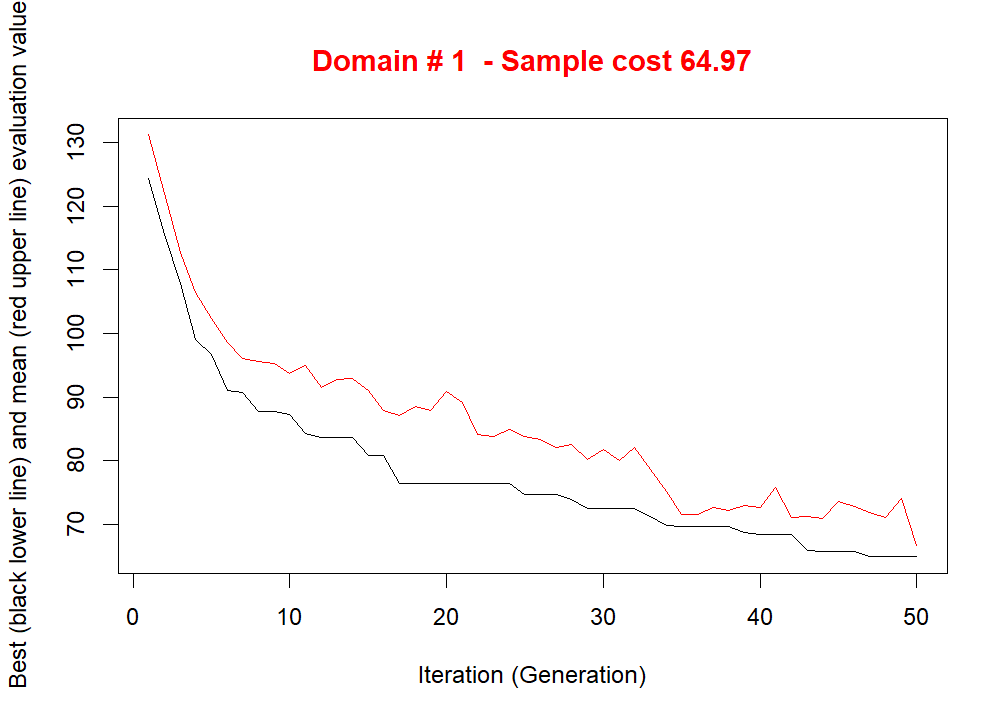 Domain # 1  - Sample cost 64.97
Best (black lower line) and mean (red upper line) evaluation value
130
120
110
100
90
80
70
0 10 20 30 40 50
Iteration (Generation)